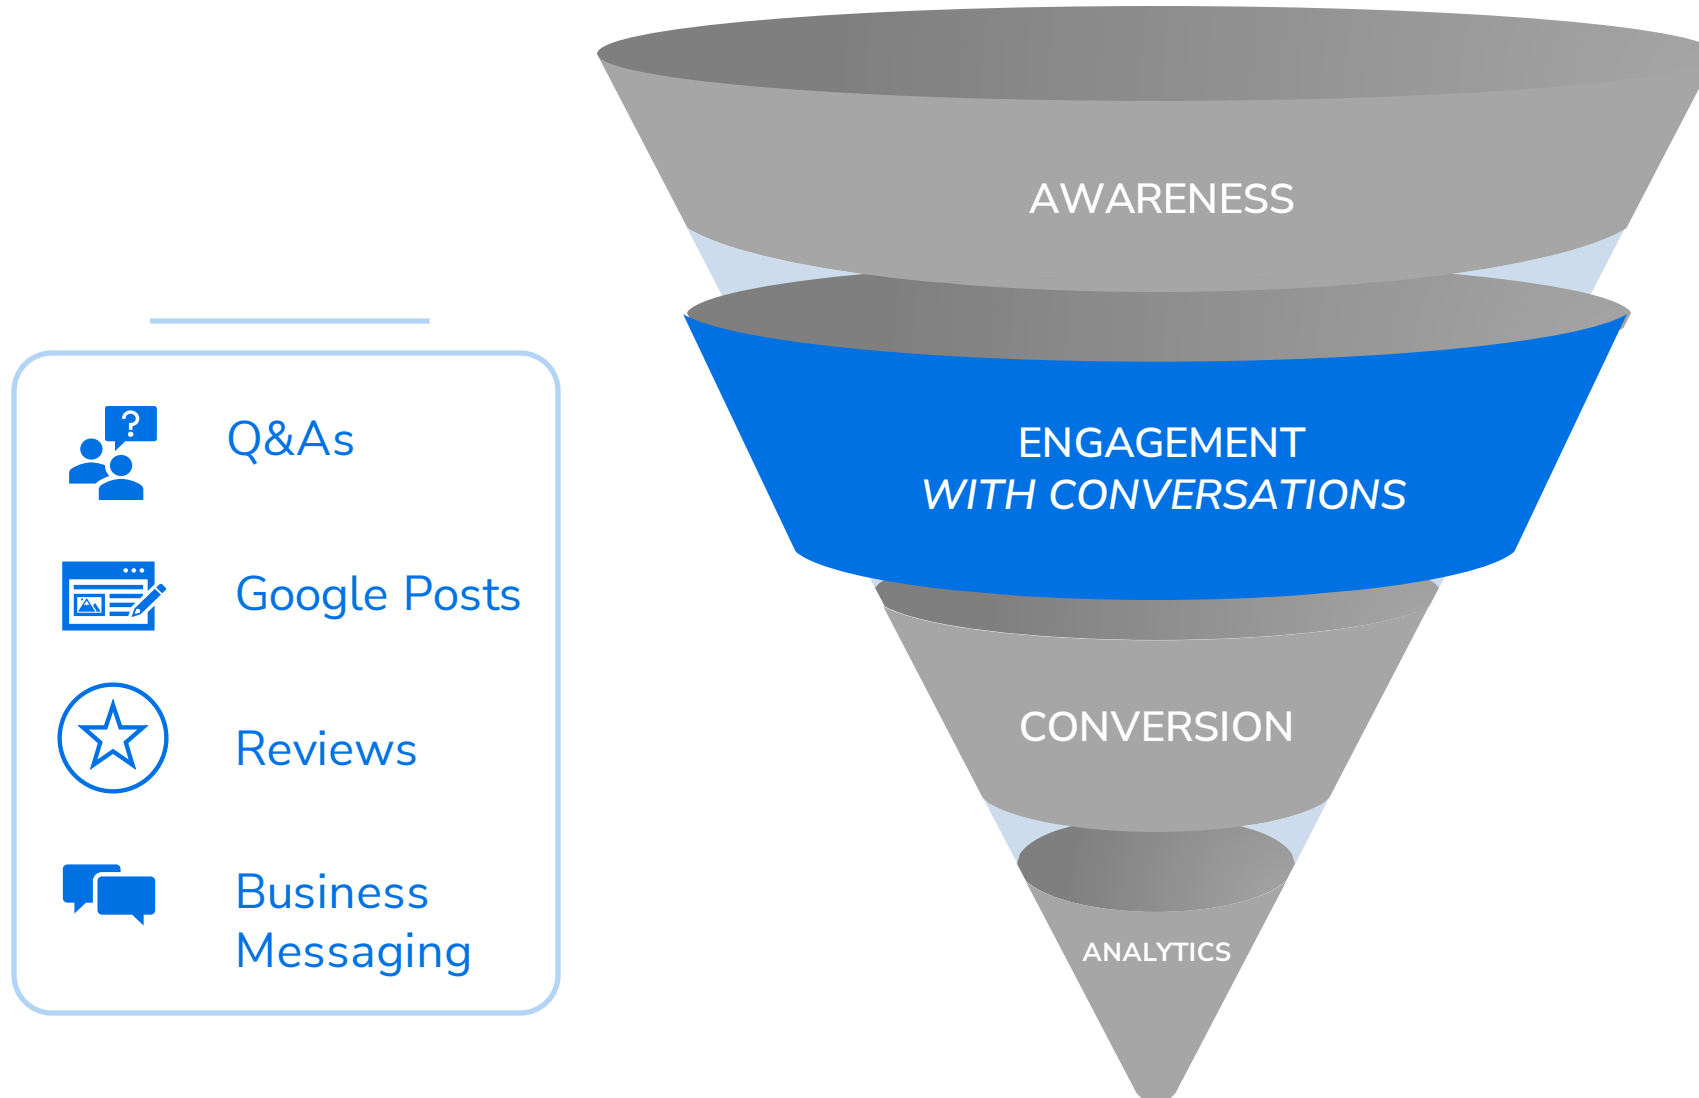 Q&As
Google Posts
Reviews
Business
Messaging
AWARENESS
ENGAGEMENT
WITH CONVERSATIONS
CONVERSION
ANALYTICS